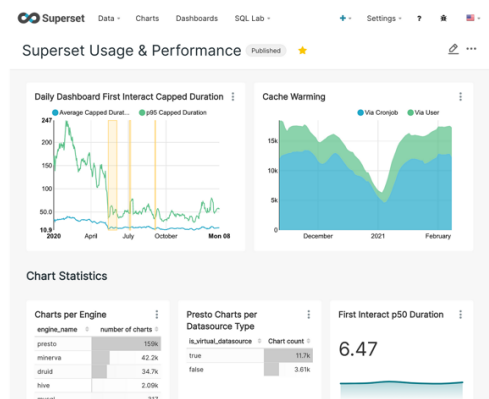 Superset Data Charts Dashboards SQL Lab + Settings ?
Superset Usage & Performance Published
Daily Dashboard First Interact Capped Duration
Average Capped Durat... p95 Capped Duration
247
200
150
100
50.0
10.9
2020 April July October Mon 08
Cache Warming
Via Cronjob Via User
15k
10k
5k
0
December 2021 February
Chart Statistics
Charts per Engine
engine_name number of charts
presto 159k
minerva 42.2k
druid 34.7k
hive 2.09k
mysql 317
Presto Charts per
Datasource Type
is_virtual_datasource Chart count
true 11.7k
false 3.61k
First Interact p50 Duration
6.47